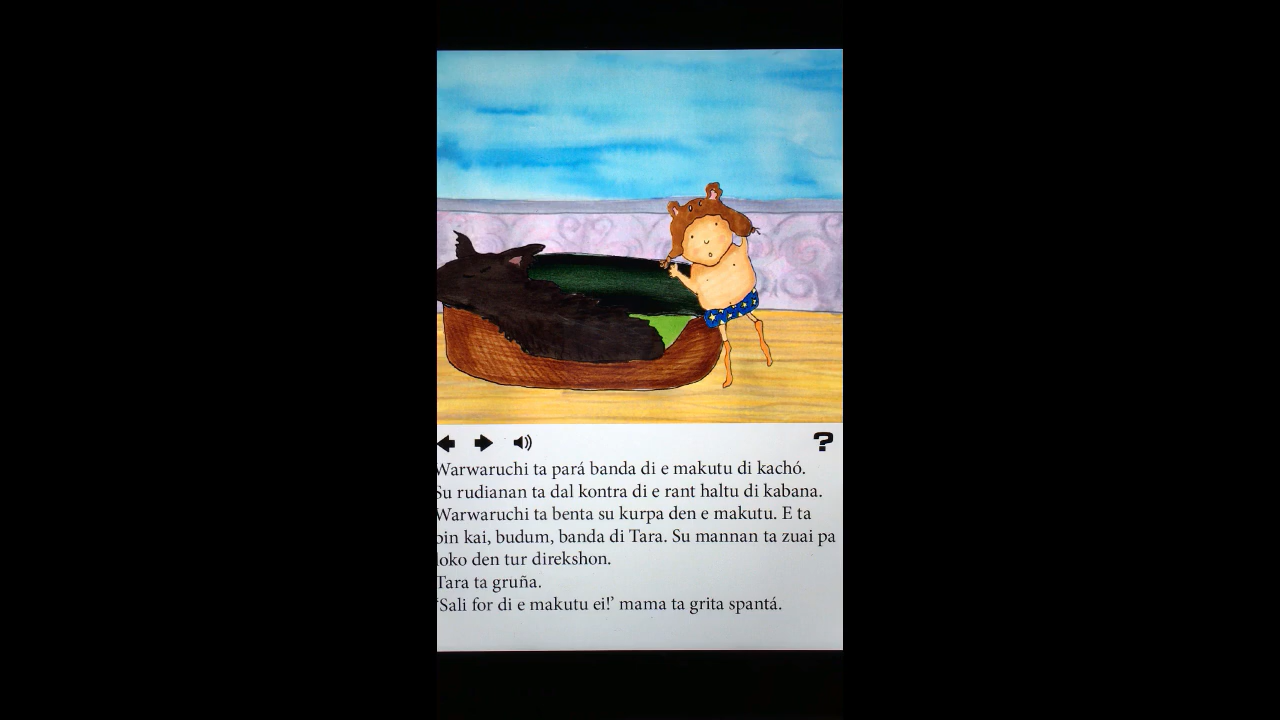 Warwaruchi ta pará banda di e makutu di kachó.
Su rudianan ta dal kontra di e rant haltu di kabana.
Warwaruchi ta benta su kurpa den e makutu. E ta
bin kai, budum, banda di Tara. Su mannan ta zuai pa
loko den tur direkshon.
Tara ta gruña.
‘Sali for di e makutu ei!’ mama ta grita spantá.